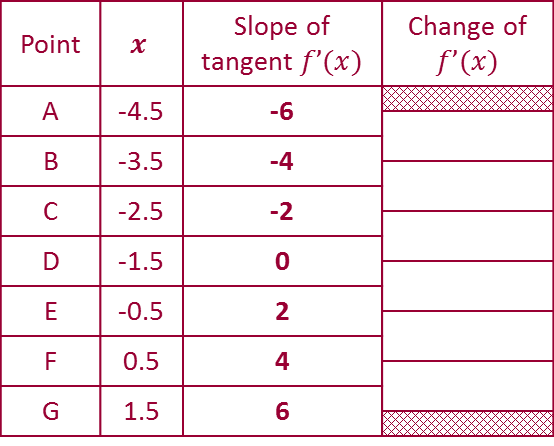 Point x Slope of tangent f’(x) Change of f’(x)
A -4.5 -6
B -3.5 -4
C -2.5 -2
D -1.5 0
E -0.5 2
F 0.5 4
G 1.5 6